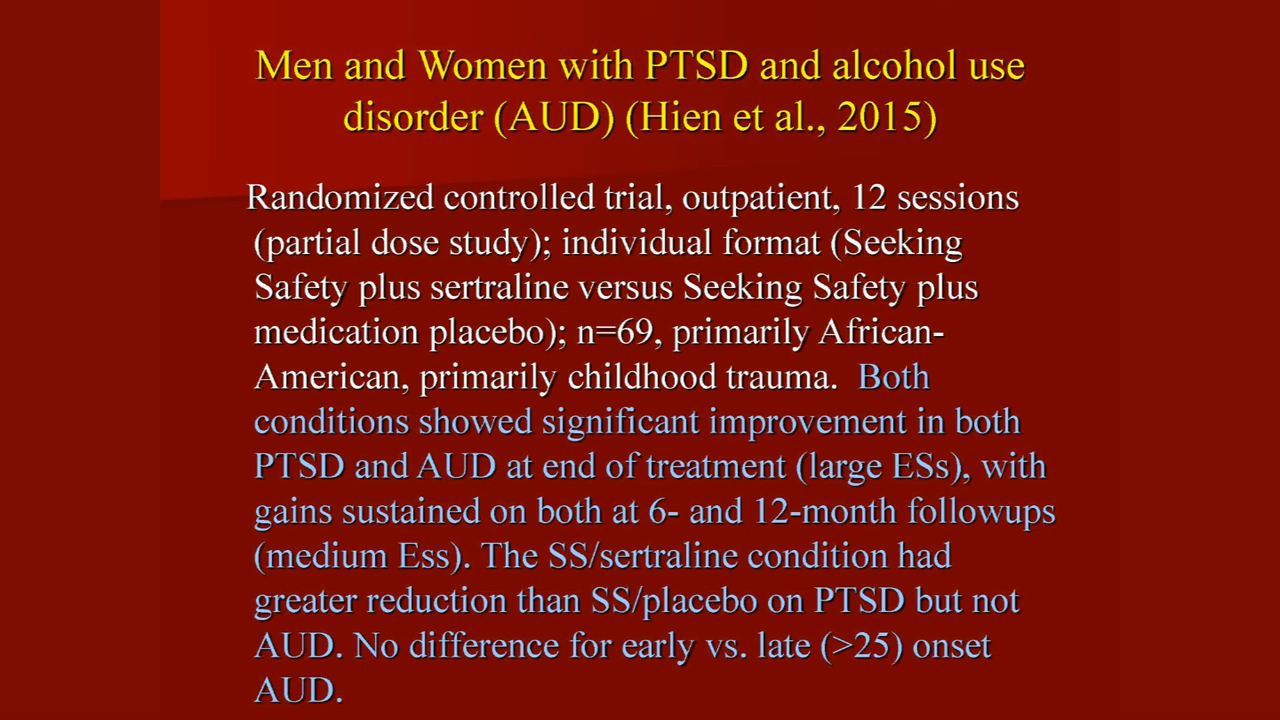 Men and Women with PTSD and alcohol use
disorder (AUD) (Hien et al., 2015)
Randomized controlled trial, outpatient, 12 sessions
(partial dose study); individual format (Seeking
Safety plus sertraline versus Seeking Safety plus
medication placebo); n=69, primarily African-
American, primarily childhood trauma. Both
conditions showed significant improvement in both
PTSD and AUD at end of treatment (large ESs), with
gains sustained on both at 6- and 12-month followups
(medium Ess). The SS/sertraline condition had
greater reduction than SS/placebo on PTSD but not
AUD. No difference for early vs. late (>25) onset
AUD.